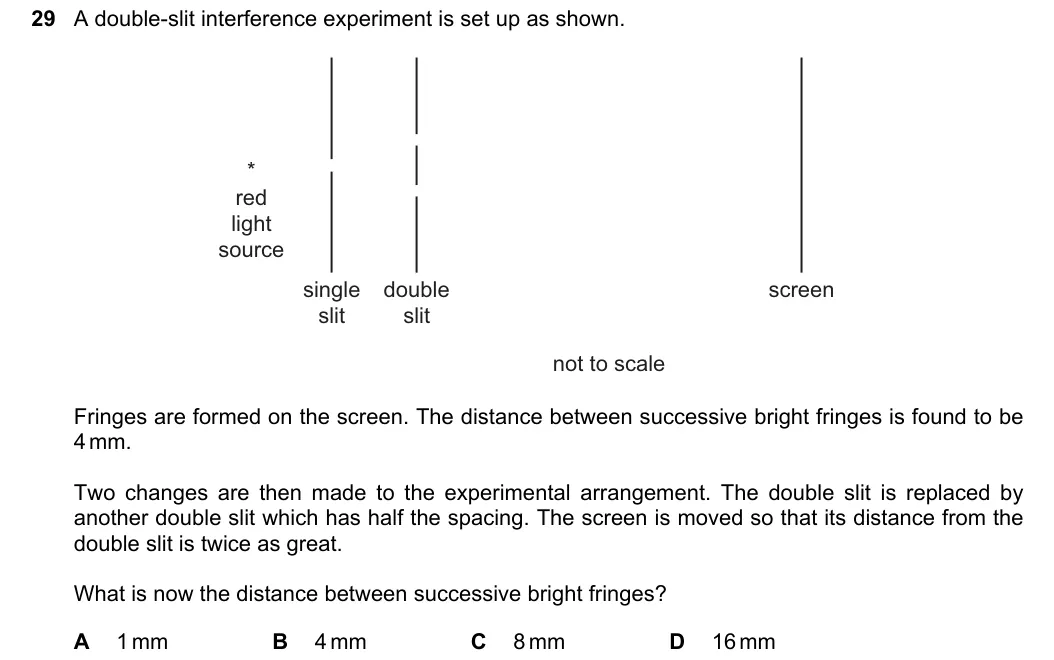 29 A double-slit interference experiment is set up as shown.
*
red
light
source
single
slit
double
slit
screen
not to scale
Fringes are formed on the screen. The distance between successive bright fringes is found to be
4 mm.
Two changes are then made to the experimental arrangement. The double slit is replaced by
another double slit which has half the spacing. The screen is moved so that its distance from the
double slit is twice as great.
What is now the distance between successive bright fringes?
A 1 mm B 4 mm C 8 mm D 16 mm